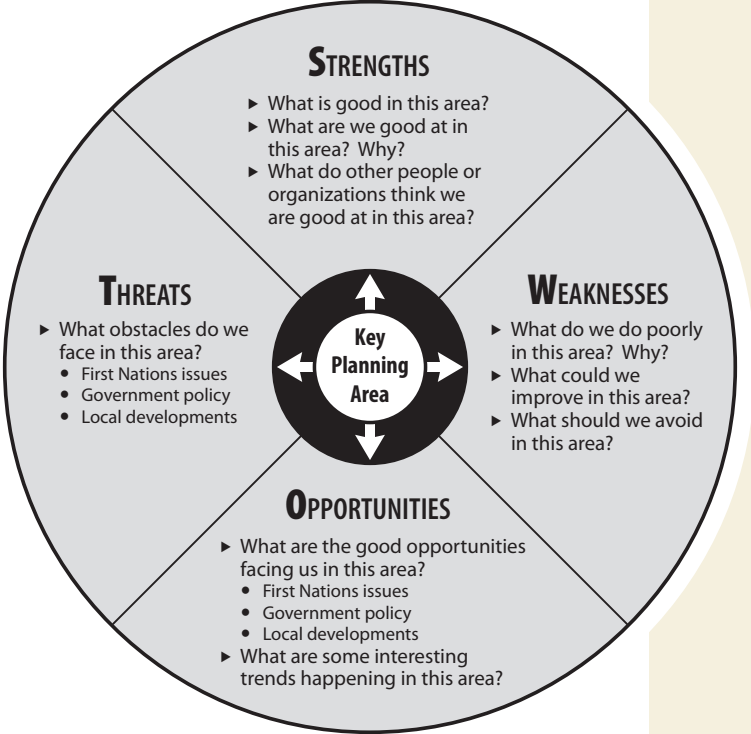 STRENGTHS
▶ What is good in this area?
▶ What are we good at in
this area? Why?
▶ What do other people or
organizations think we
are good at in this area?
WEAKNESSES
▶ What do we do poorly
in this area? Why?
▶ What could we
improve in this area?
▶ What should we avoid
in this area?
OPPORTUNITIES
▶ What are the good opportunities
facing us in this area?
• First Nations issues
• Government policy
• Local developments
▶ What are some interesting
trends happening in this area?
THREATS
▶ What obstacles do we
face in this area?
• First Nations issues
• Government policy
• Local developments
Key
Planning
Area